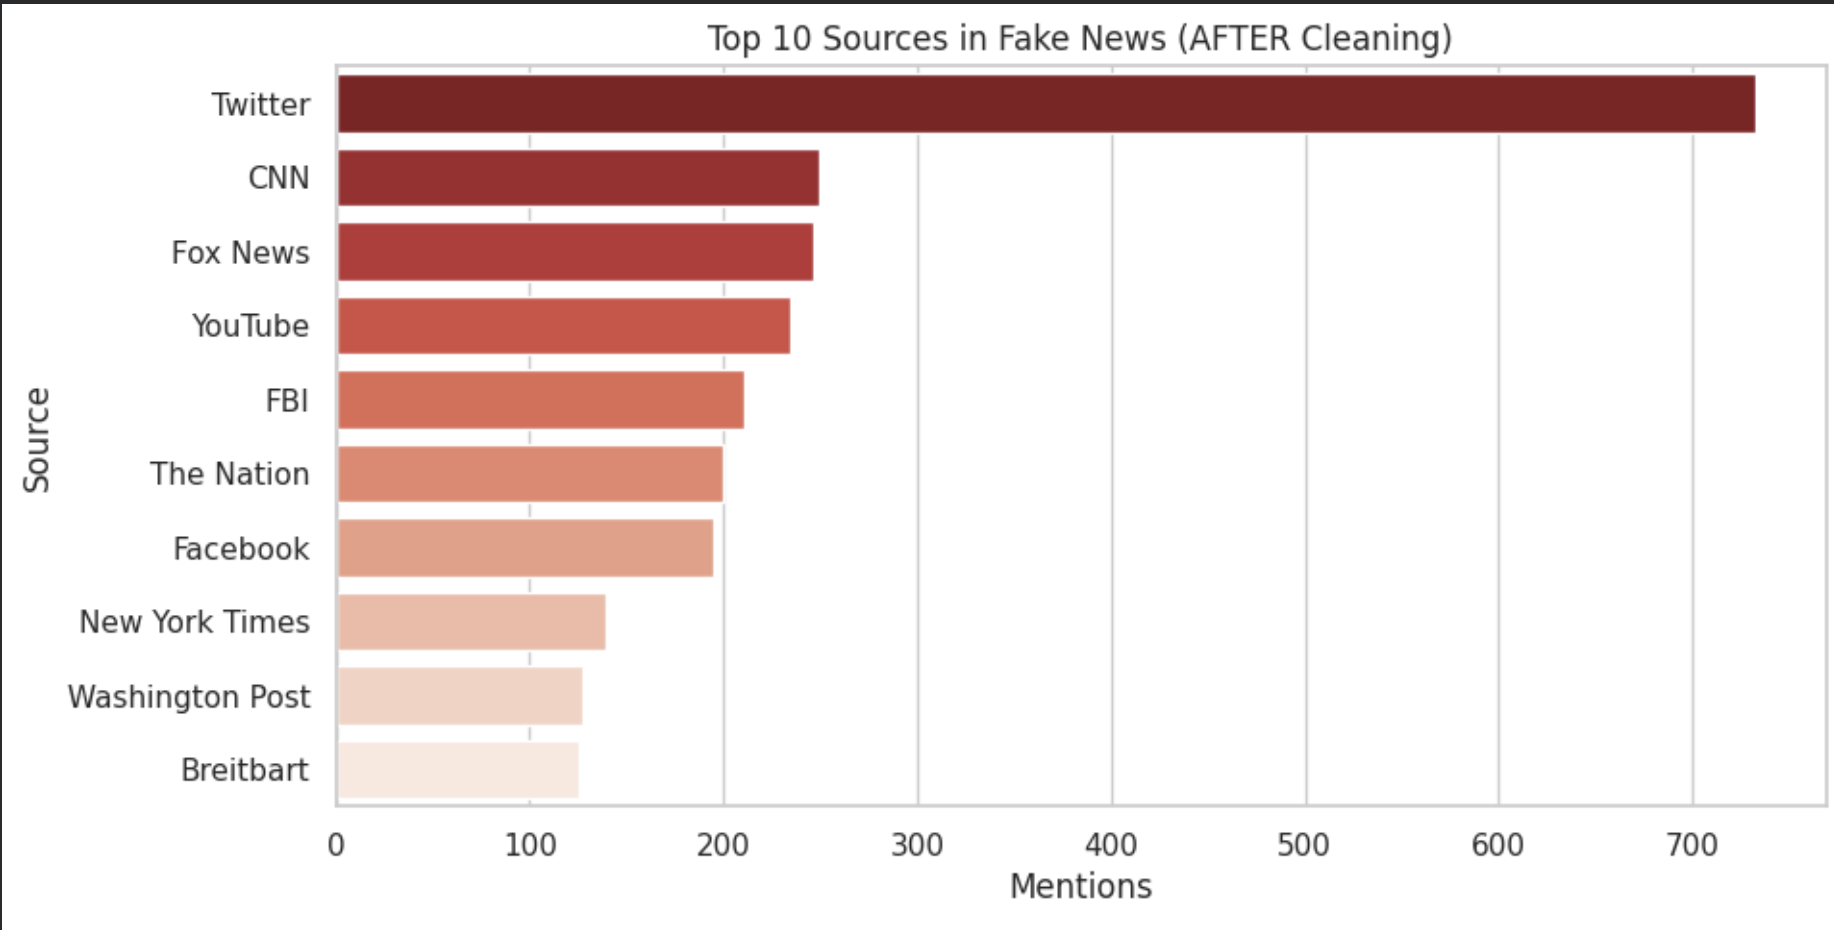 Top 10 Sources in Fake News (AFTER Cleaning)
Source
Twitter
CNN
Fox News
YouTube
FBI
The Nation
Facebook
New York Times
Washington Post
Breitbart
0 100 200 300 400 500 600 700
Mentions